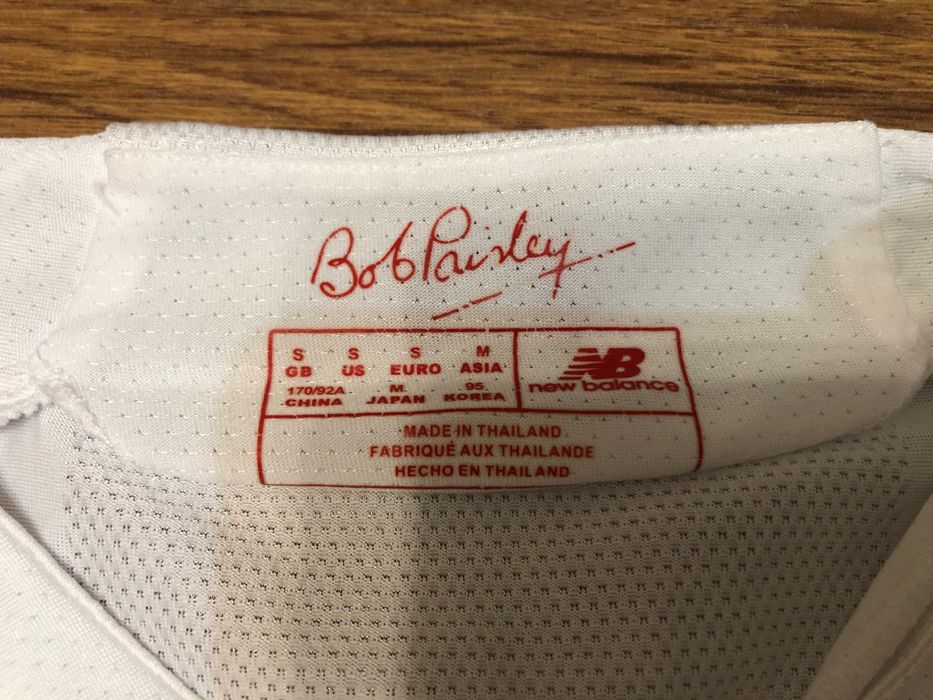 Bob Paisley
S S S M
GB US EURO ASIA
170/92A M 95
CHINA JAPAN KOREA
NB
new balance
MADE IN THAILAND
FABRIQUÉ AUX THAILANDE
HECHO EN THAILAND